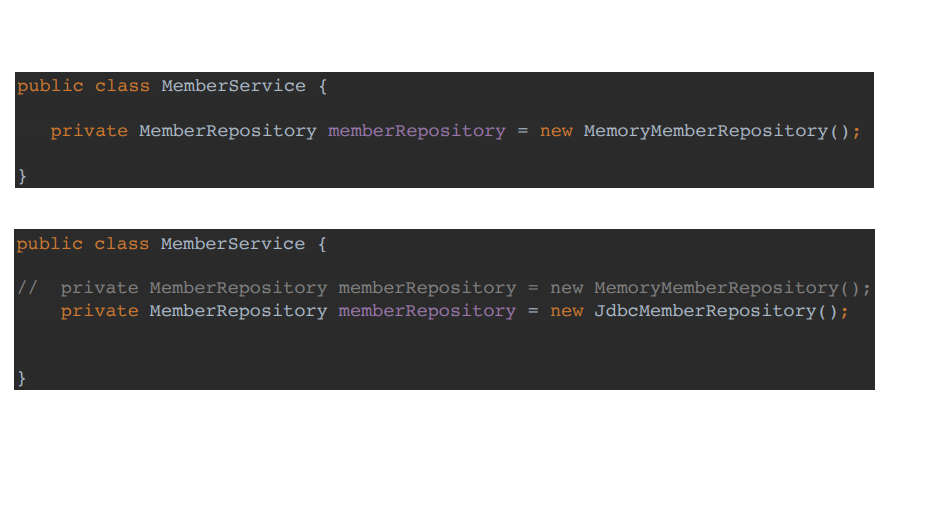 public class MemberService {
private MemberRepository memberRepository = new MemoryMemberRepository();
}
public class MemberService {
// private MemberRepository memberRepository = new MemoryMemberRepository();
private MemberRepository memberRepository = new JdbcMemberRepository();
}